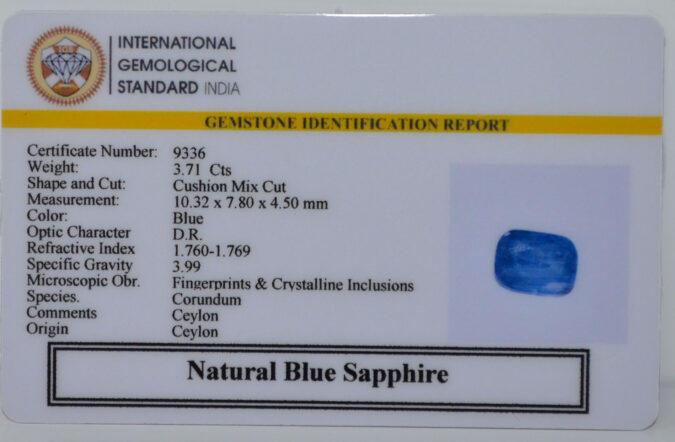 IGS
INTERNATIONAL
GEMOLOGICAL
STANDARD INDIA
GEMSTONE IDENTIFICATION REPORT
Certificate Number: 9336
Weight: 3.71 Cts
Shape and Cut: Cushion Mix Cut
Measurement: 10.32 x 7.80 x 4.50 mm
Color: Blue
Optic Character D.R.
Refractive Index 1.760-1.769
Specific Gravity 3.99
Microscopic Obr. Fingerprints & Crystalline Inclusions
Species. Corundum
Comments Ceylon
Origin Ceylon
Natural Blue Sapphire